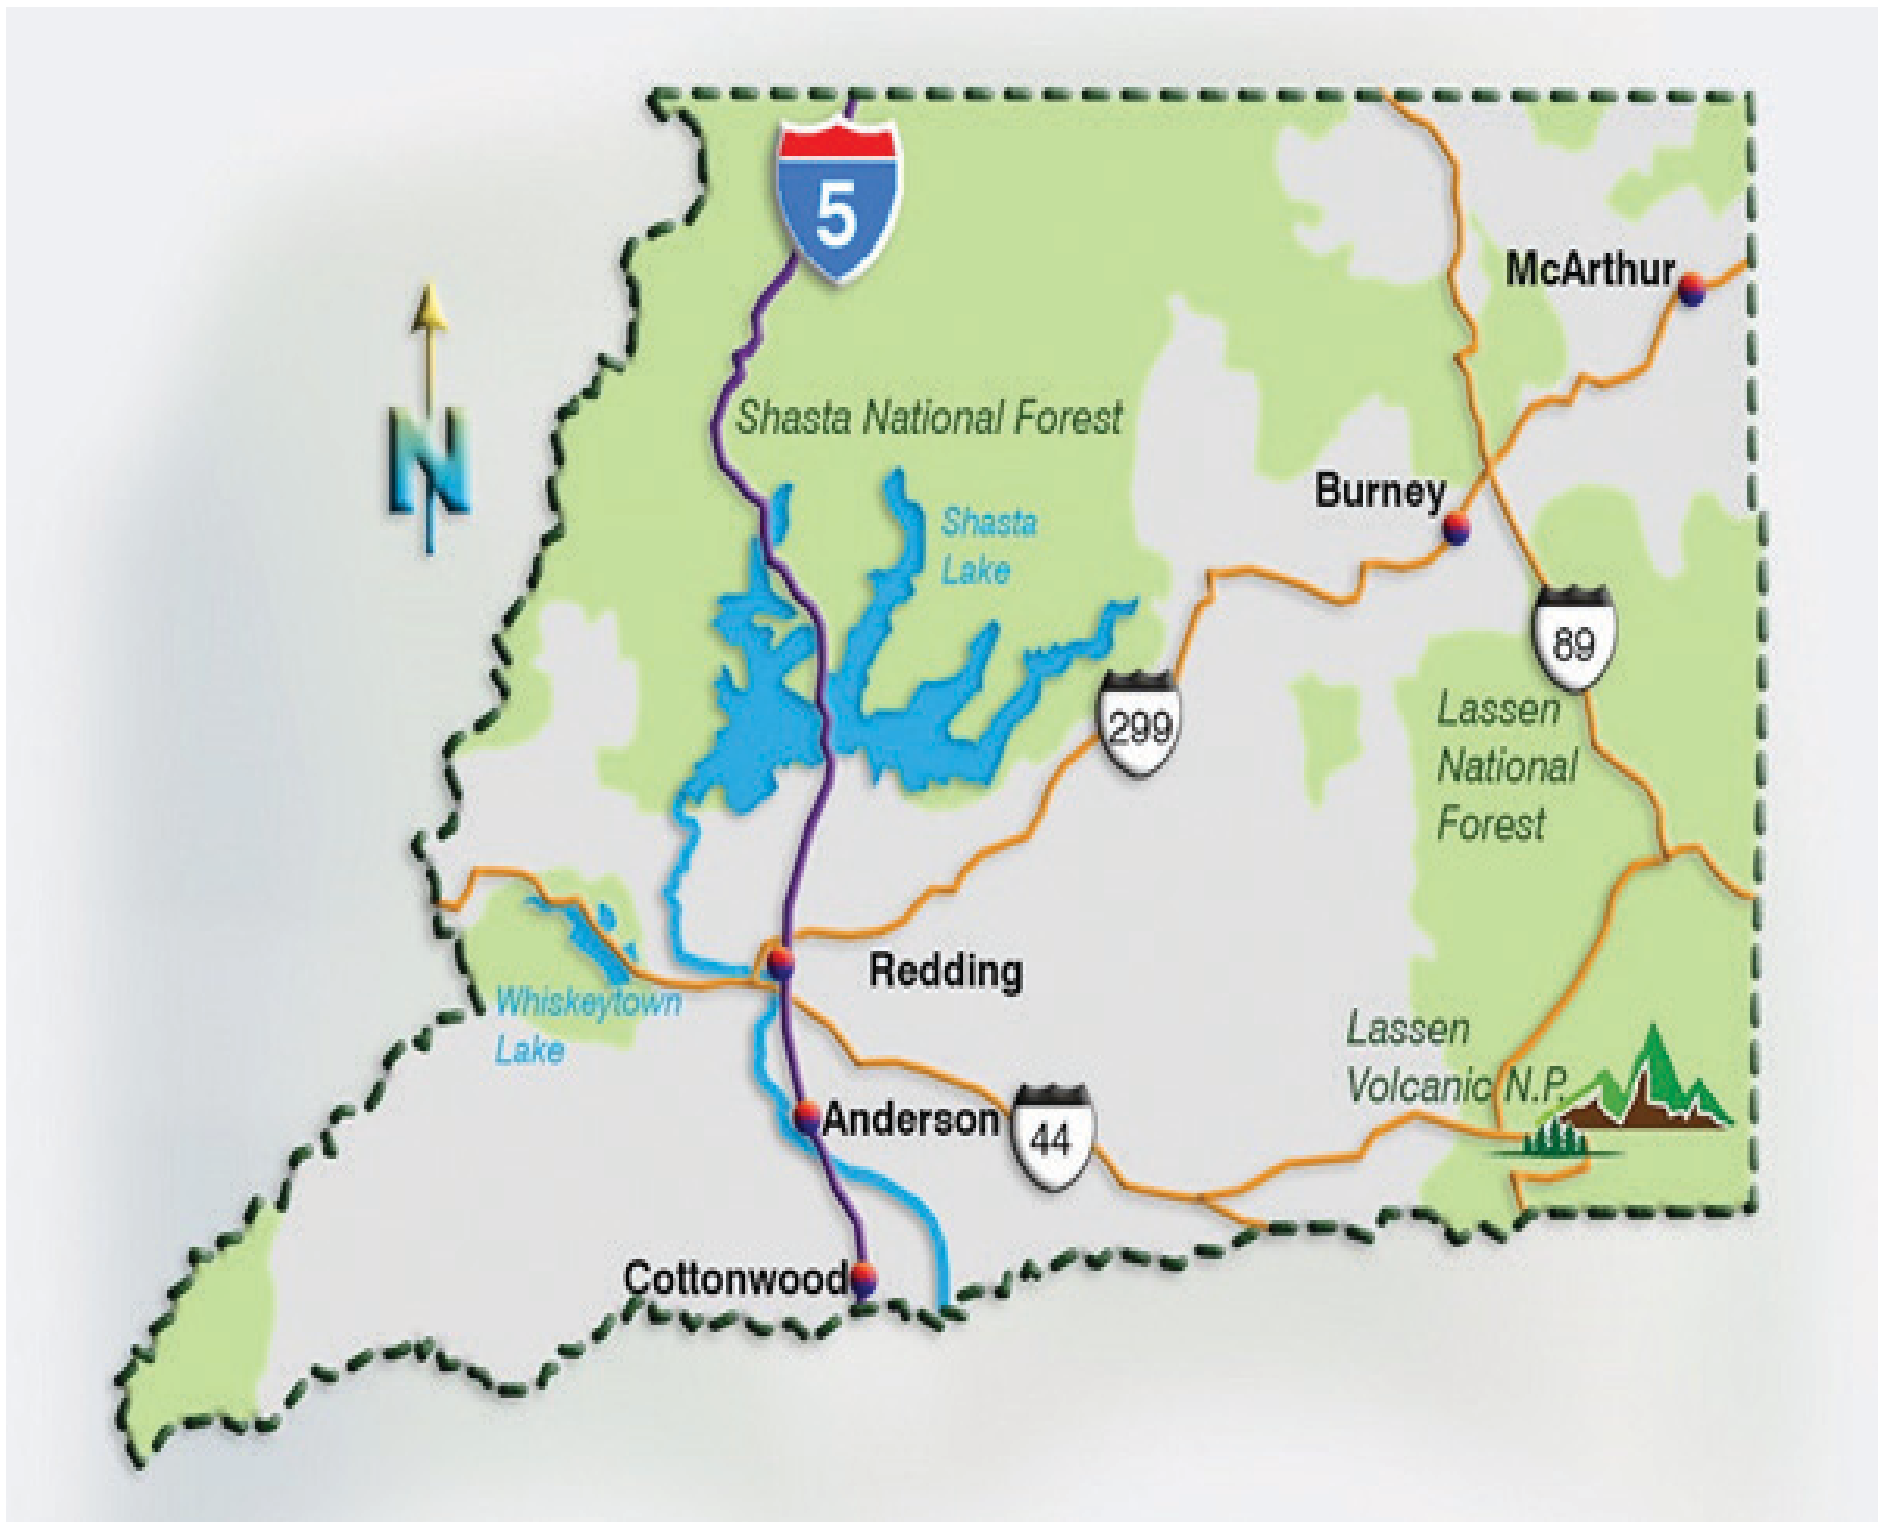 5
McArthur
N
Shasta National Forest
Burney
Shasta
Lake
89
299
Lassen
National
Forest
Redding
Whiskeytown
Lake
Lassen
Volcanic N.P.
Anderson
44
Cottonwood